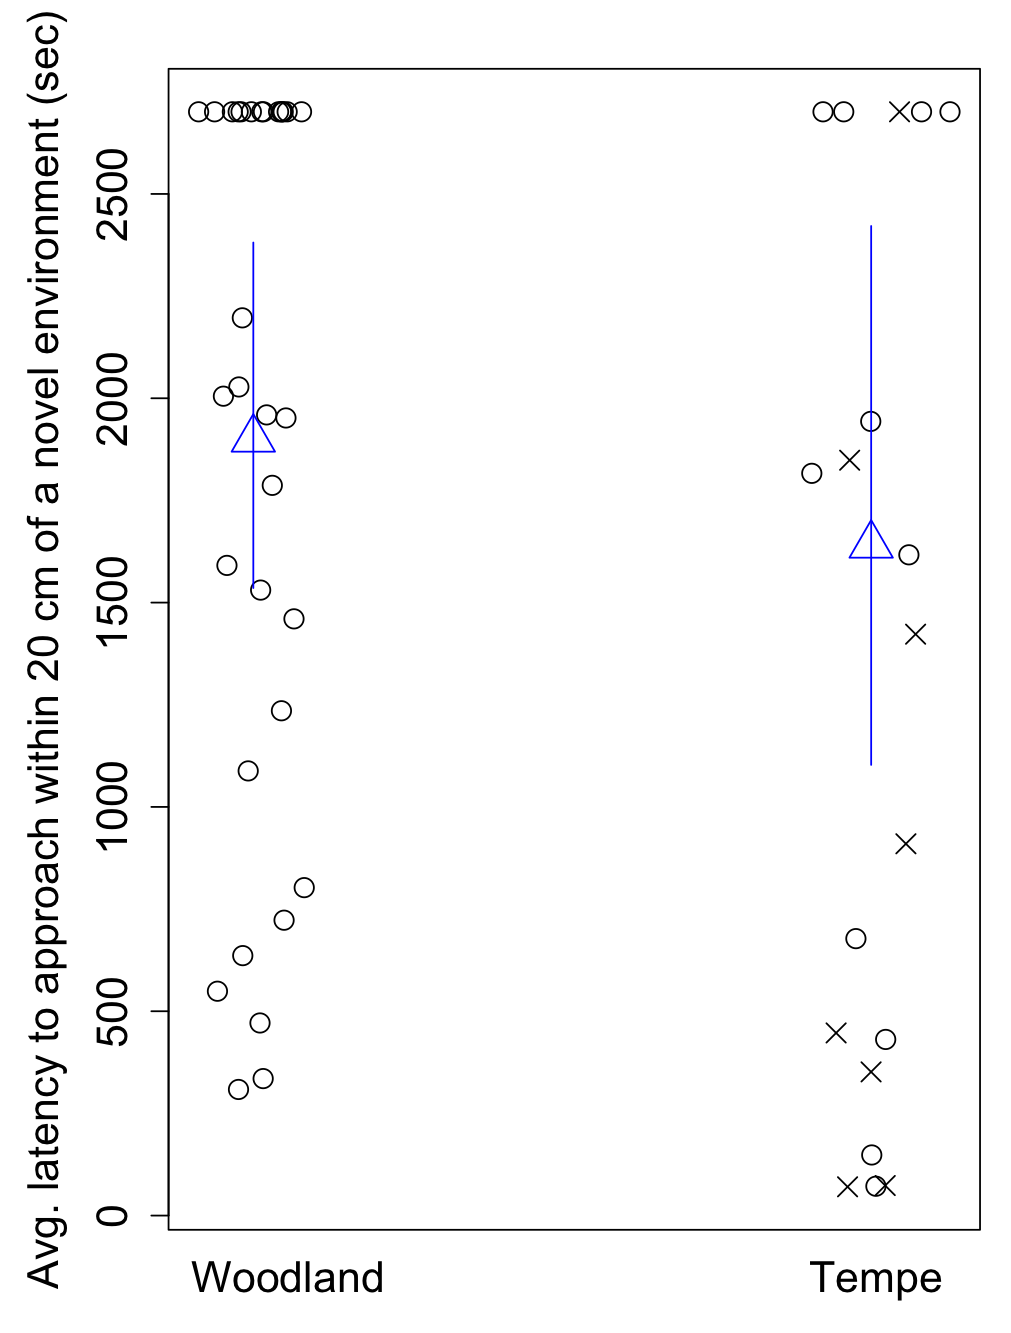 Avg. latency to approach within 20 cm of a novel environment (sec)
2500
2000
1500
1000
500
0
Woodland
Tempe